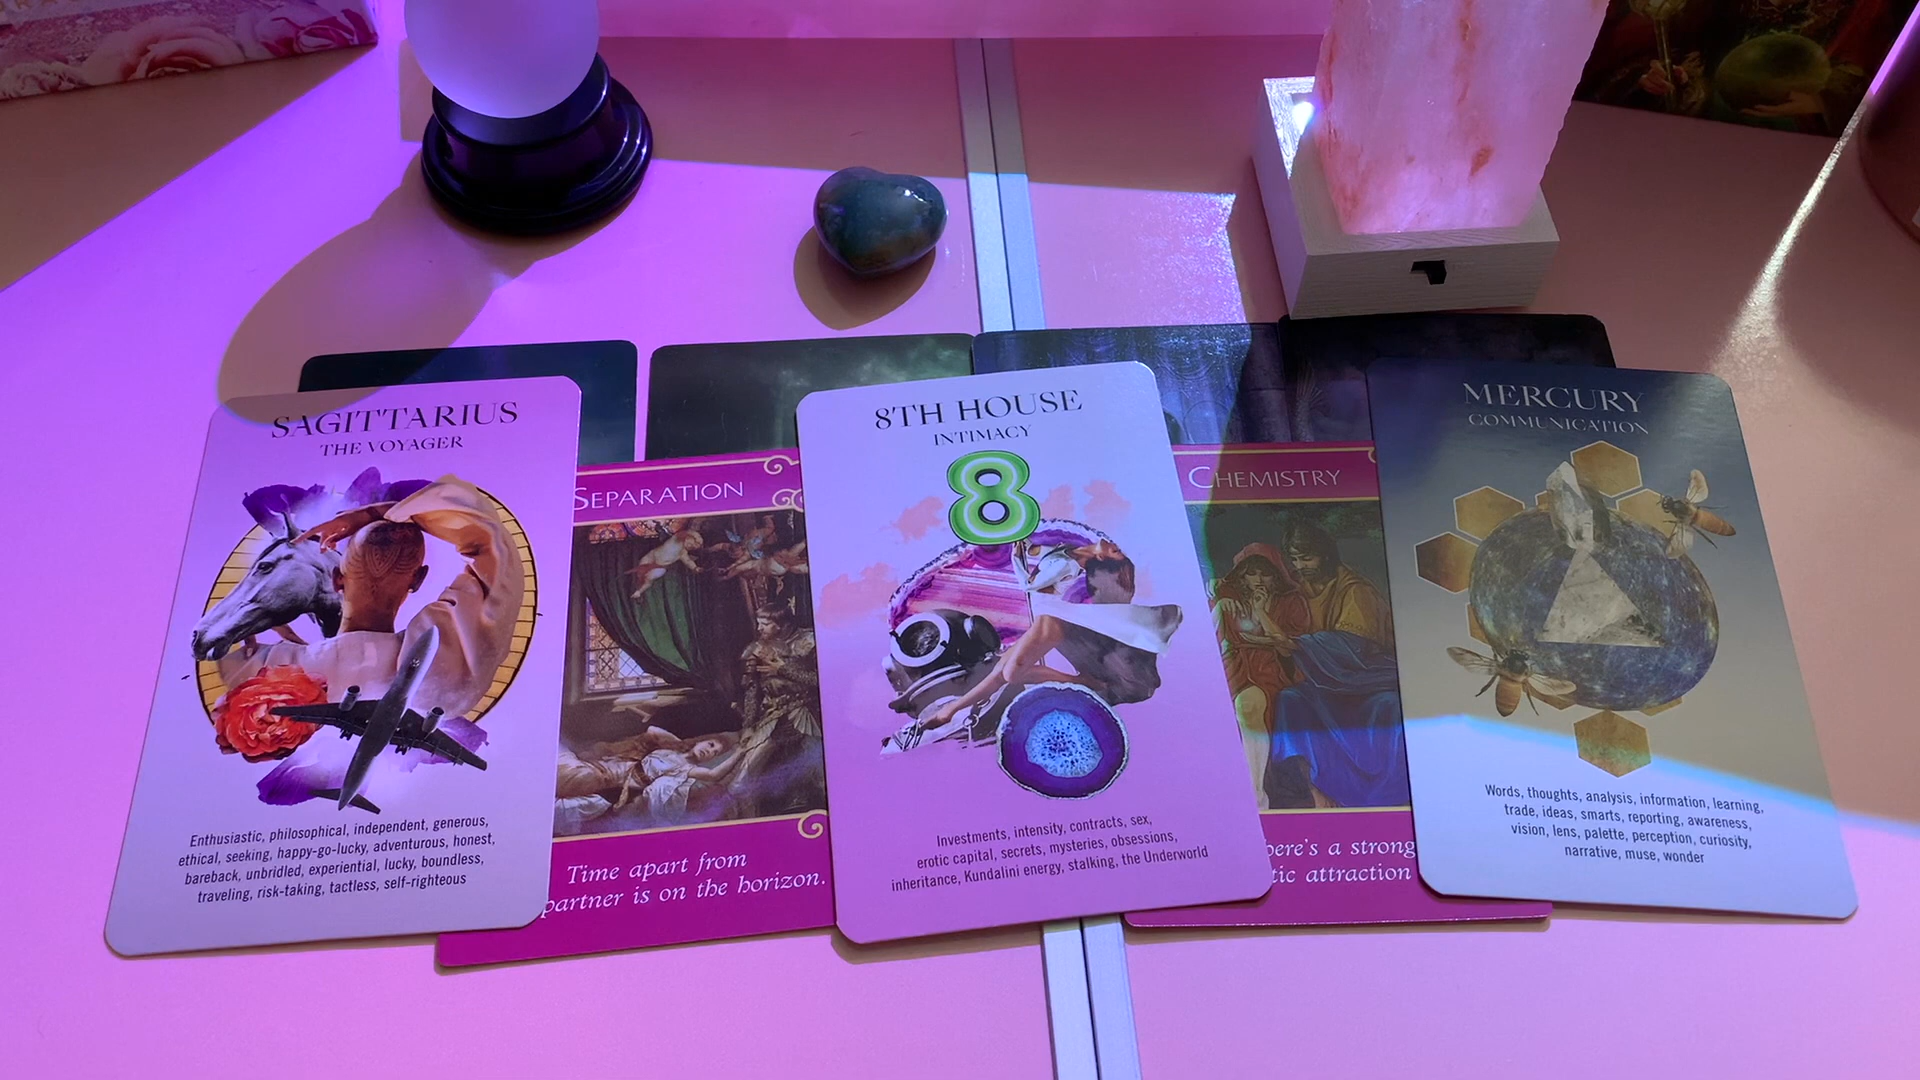 SAGITTARIUS
THE VOYAGER
Enthusiastic, philosophical, independent, generous,
ethical, seeking, happy-go-lucky, adventurous, honest,
bareback, unbridled, experiential, lucky, boundless,
traveling, risk-taking, tactless, self-righteous
SEPARATION
Time apart from
partner is on the horizon.
8TH HOUSE
INTIMACY
8
Investments, intensity, contracts, sex,
erotic capital, secrets, mysteries, obsessions,
inheritance, Kundalini energy, stalking, the Underworld
CHEMISTRY
a strong
attraction
MERCURY
COMMUNICATION
Words, thoughts, analysis, information, learning,
trade, ideas, smarts, reporting, awareness,
vision, lens, palette, perception, curiosity,
narrative, muse, wonder